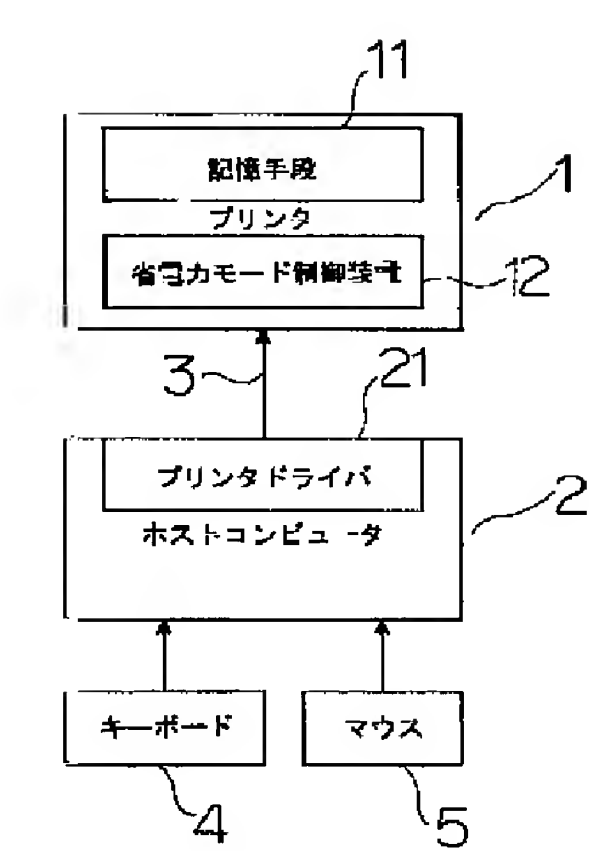 11
記憶手段
1
プリンタ
省電力モード制御装置
12
3
21
プリンタドライバ
2
ホストコンピュータ
キーボード
マウス
4
5